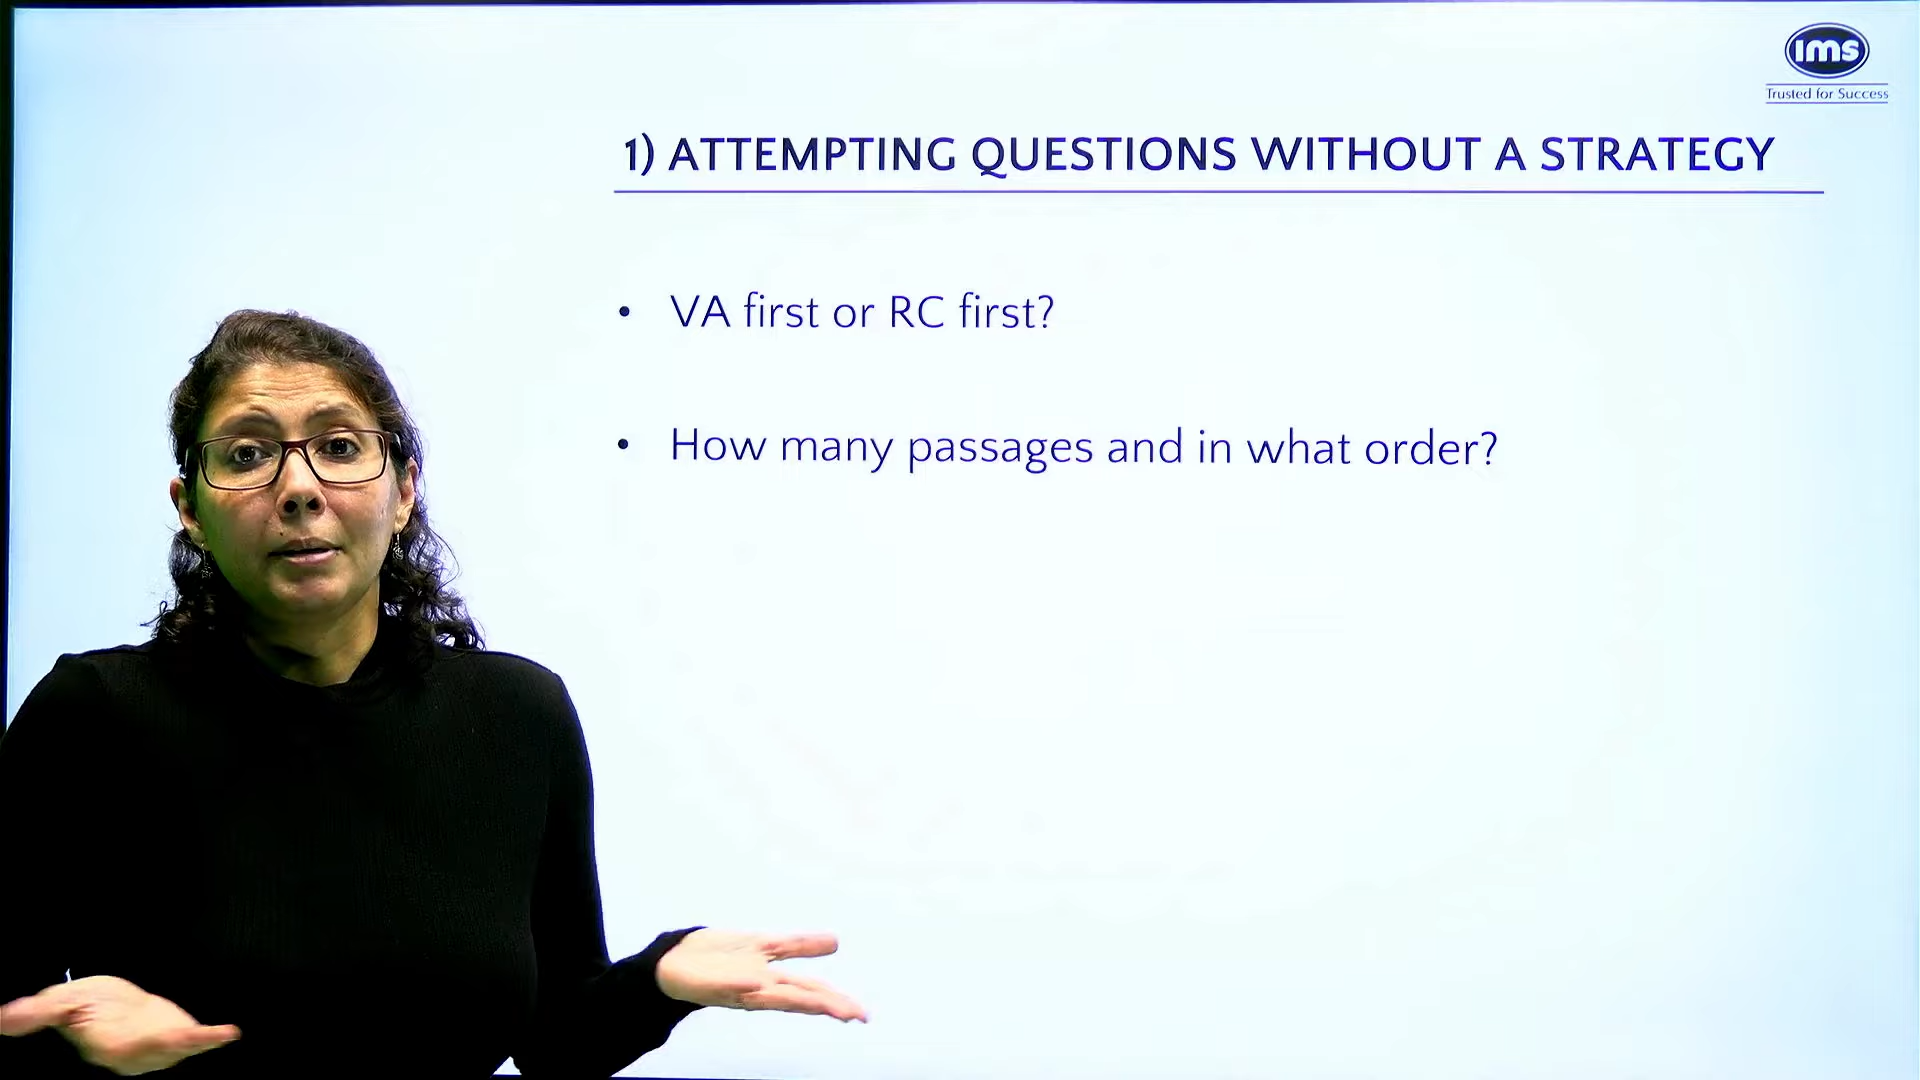 ims
Trusted for Success
1) ATTEMPTING QUESTIONS WITHOUT A STRATEGY
• VA first or RC first?
• How many passages and in what order?